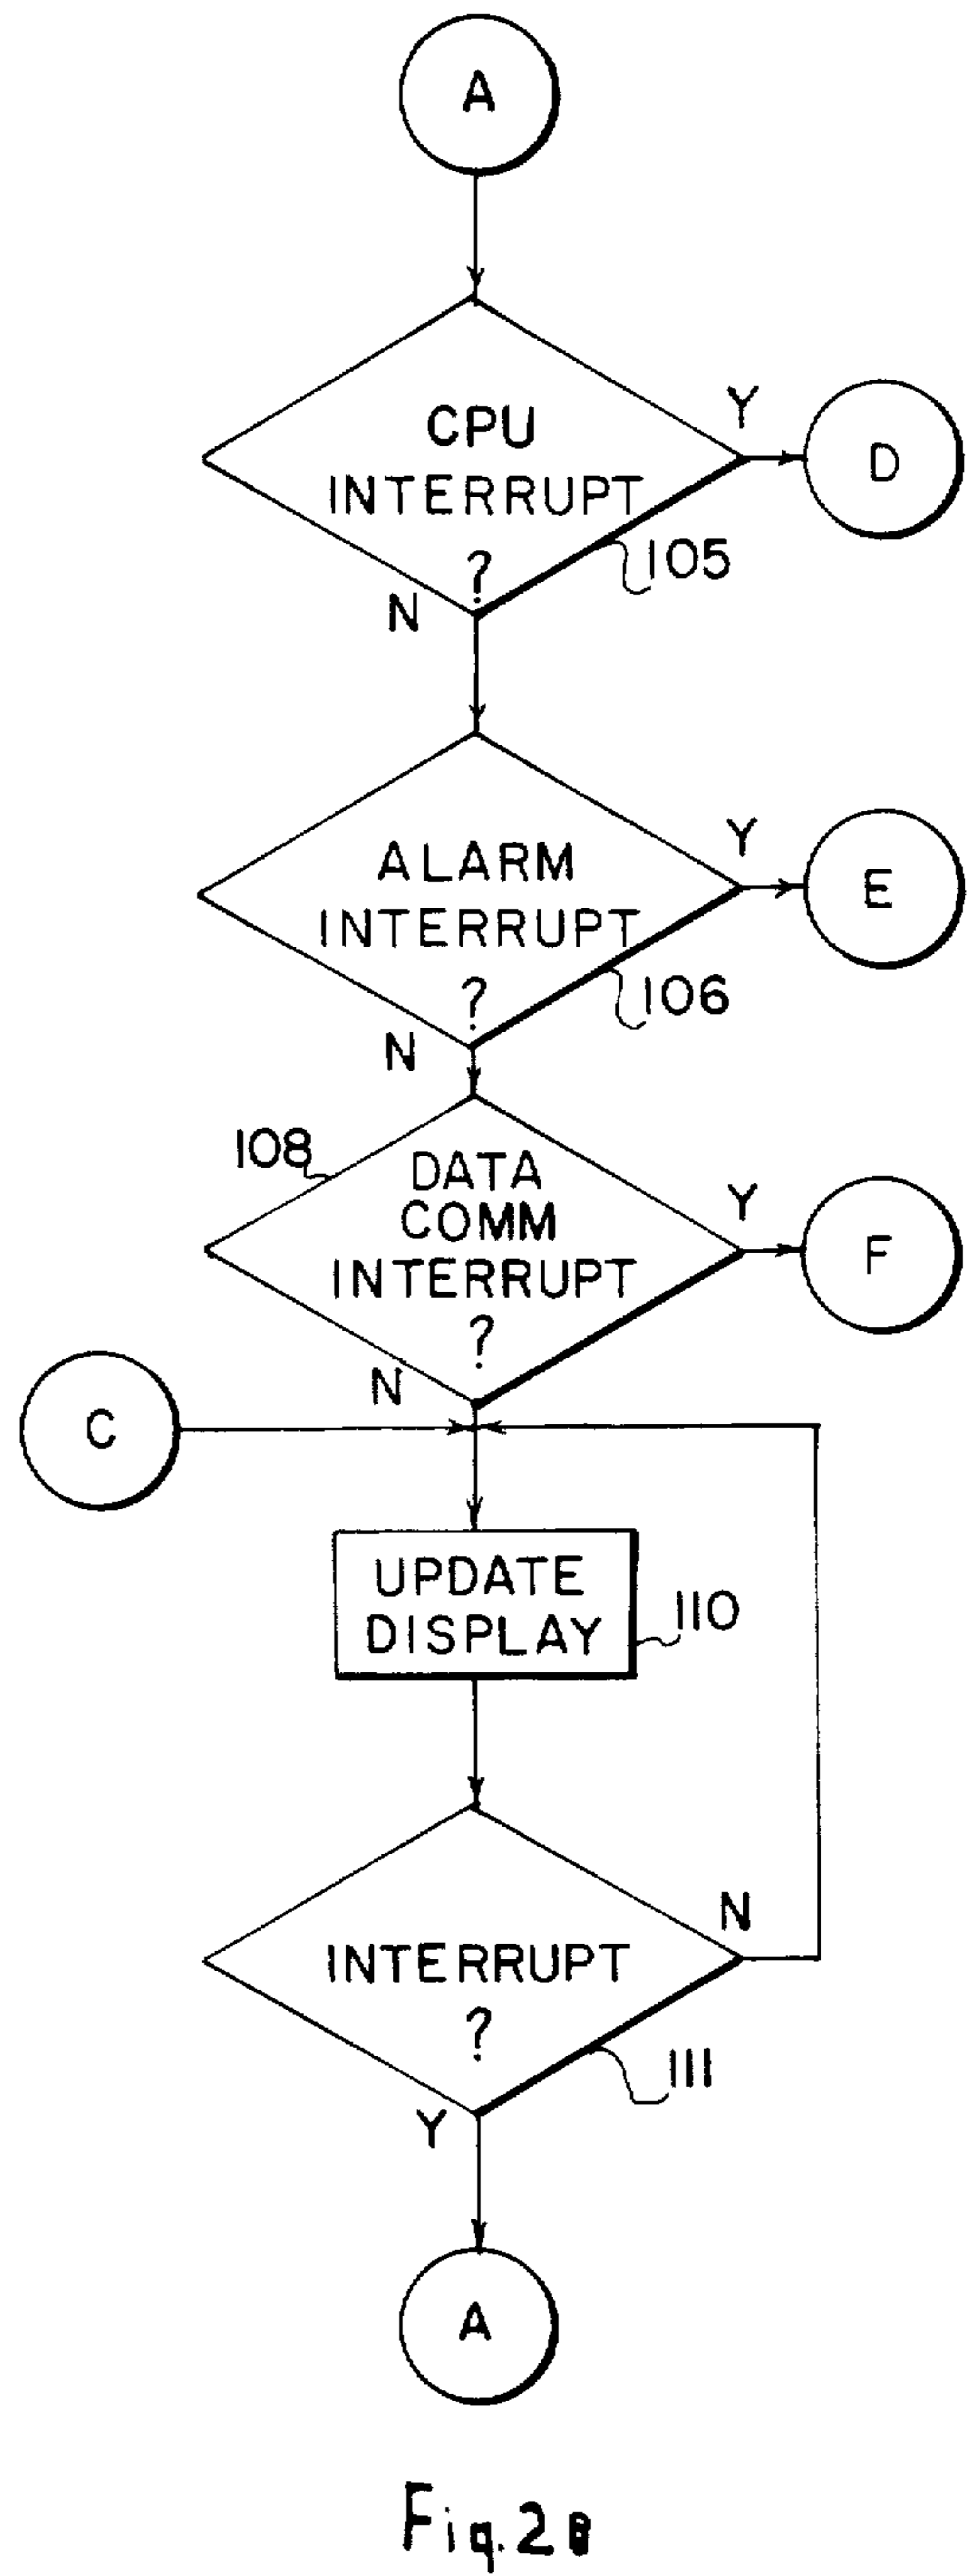 A
CPU
INTERRUPT
?
Y
D
105
N
ALARM
INTERRUPT
?
Y
E
106
N
108
DATA
COMM
INTERRUPT
?
Y
F
N
C
UPDATE
DISPLAY
110
INTERRUPT
?
N
111
Y
A
Fig. 2B